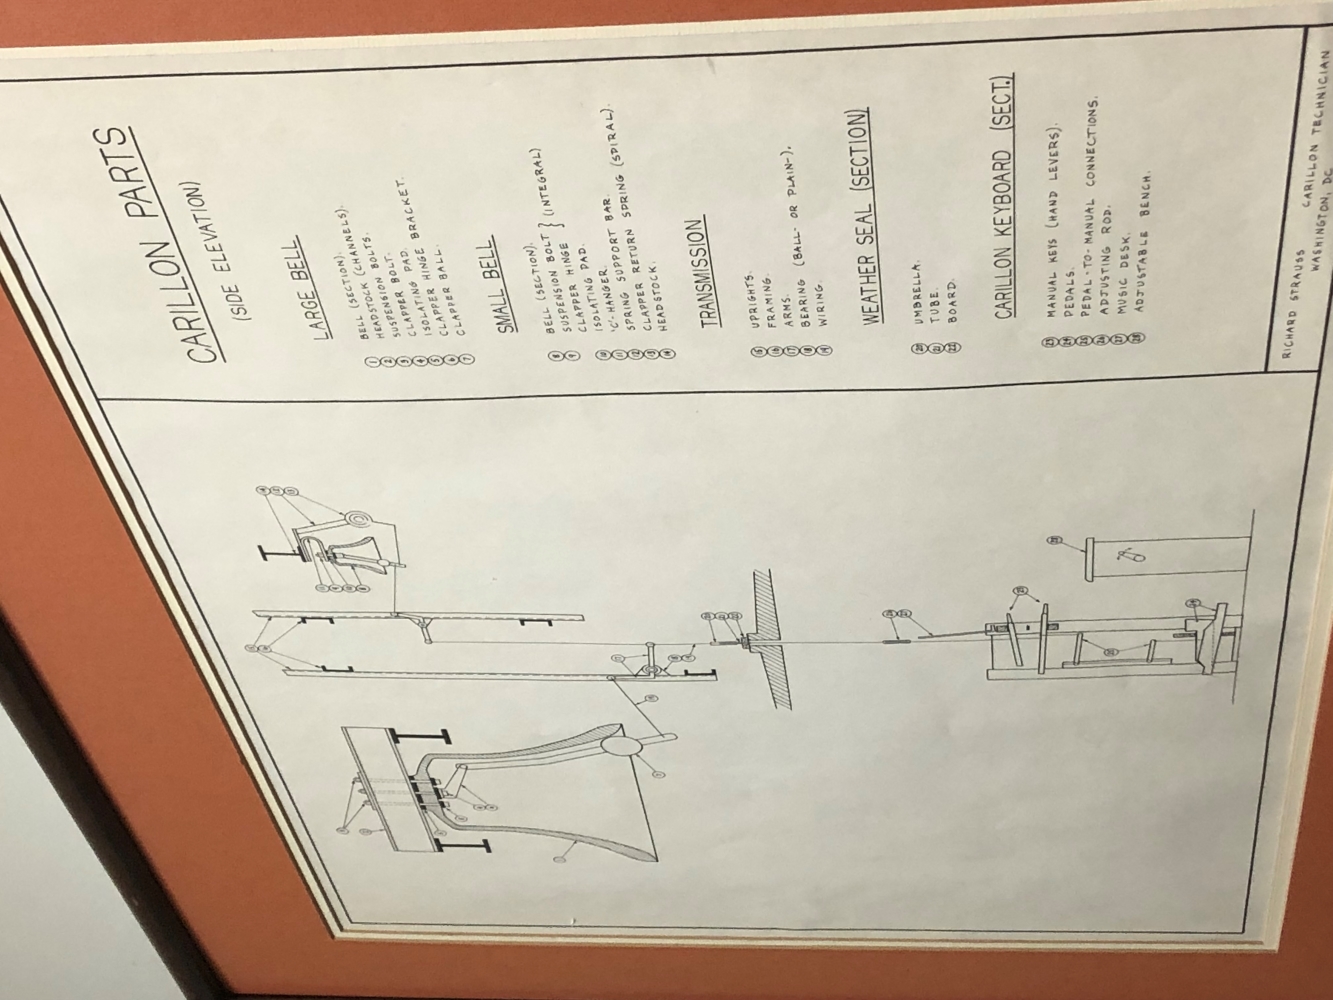 CARILLON PARTS
(SIDE ELEVATION)
LARGE BELL
1 BELL (SECTION).
2 HEADSTOCK (CHANNELS).
3 SUSPENSION BOLTS.
4 CLAPPER BOLT.
5 ISOLATING PAD.
6 CLAPPER HINGE BRACKET.
7 CLAPPER BALL.
SMALL BELL
8 BELL (SECTION).
9 SUSPENSION BOLT } (INTEGRAL)
CLAPPER HINGE
10 ISOLATING PAD.
11 'C'-HANGER.
12 SPRING SUPPORT BAR.
13 CLAPPER RETURN SPRING (SPIRAL).
14 HEADSTOCK.
TRANSMISSION
15 UPRIGHTS.
16 FRAMING.
17 ARMS.
18 BEARING (BALL- OR PLAIN-).
19 WIRING.
WEATHER SEAL (SECTION)
20 UMBRELLA.
21 TUBE.
22 BOARD.
CARILLON KEYBOARD (SECT.)
23 MANUAL KEYS (HAND LEVERS).
24 PEDALS.
25 PEDAL-TO-MANUAL CONNECTIONS.
26 ADJUSTING ROD.
27 MUSIC DESK.
28 ADJUSTABLE BENCH.
RICHARD STRAUSS CARILLON TECHNICIAN
WASHINGTON, DC